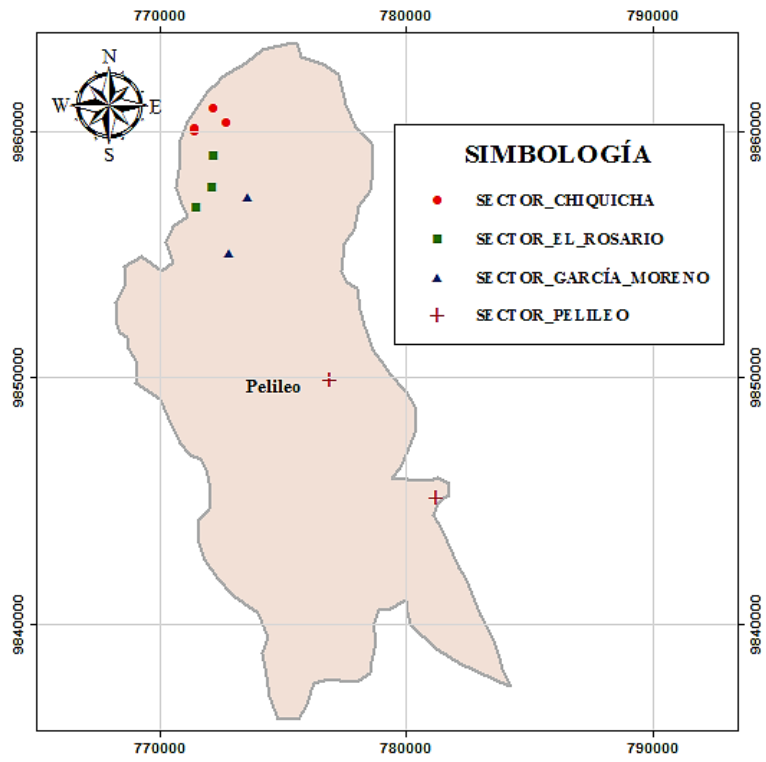 770000 780000 790000
N
W E
S
9860000 9860000
SIMBOLOGÍA
SECTOR_CHIQUICHA
SECTOR_EL_ROSARIO
SECTOR_GARCÍA_MORENO
SECTOR_PELILEO
9850000 9850000
Pelileo
9840000 9840000
770000 780000 790000